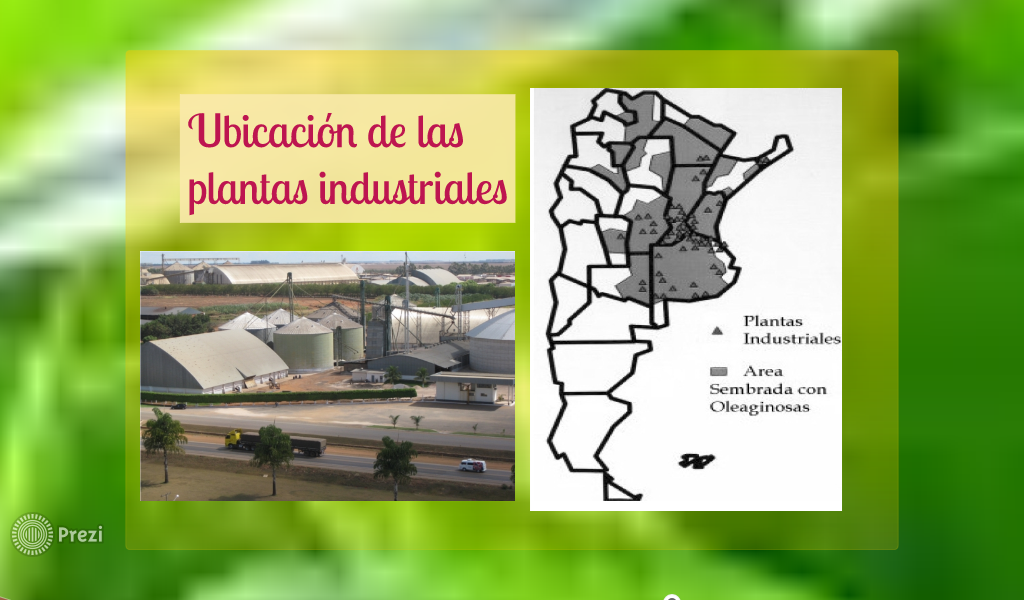 Ubicación de las
plantas industriales
Plantas
Industriales
Area
Sembrada con
Oleaginosas
Prezi